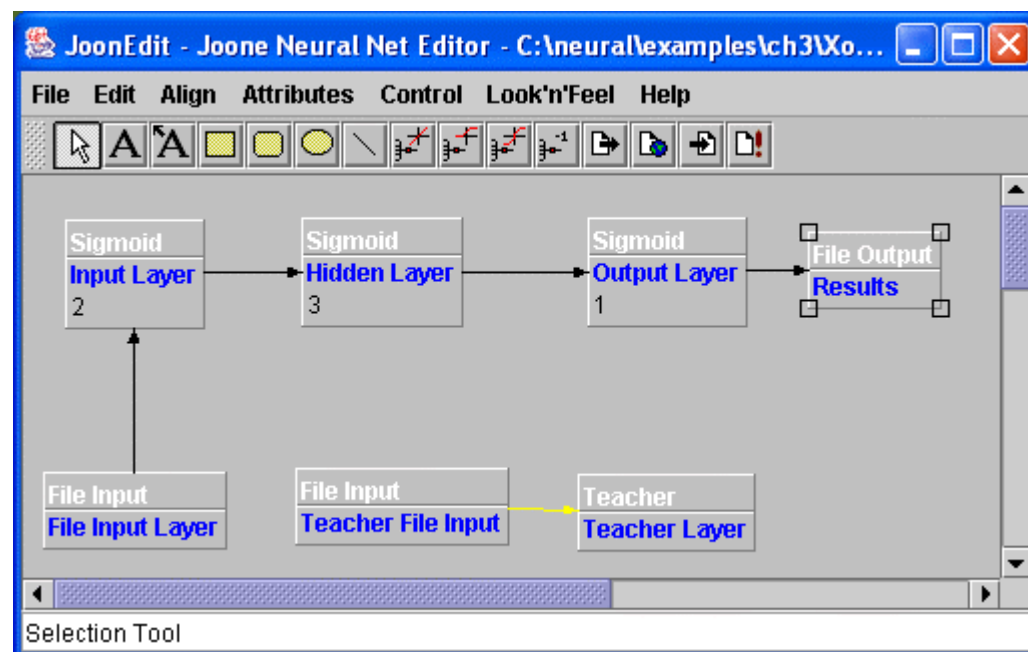 JoonEdit - Joone Neural Net Editor - C:\neural\examples\ch3\Xo...
File Edit Align Attributes Control Look'n'Feel Help
Sigmoid
Input Layer
2
Sigmoid
Hidden Layer
3
Sigmoid
Output Layer
1
File Output
Results
File Input
File Input Layer
File Input
Teacher File Input
Teacher
Teacher Layer
Selection Tool